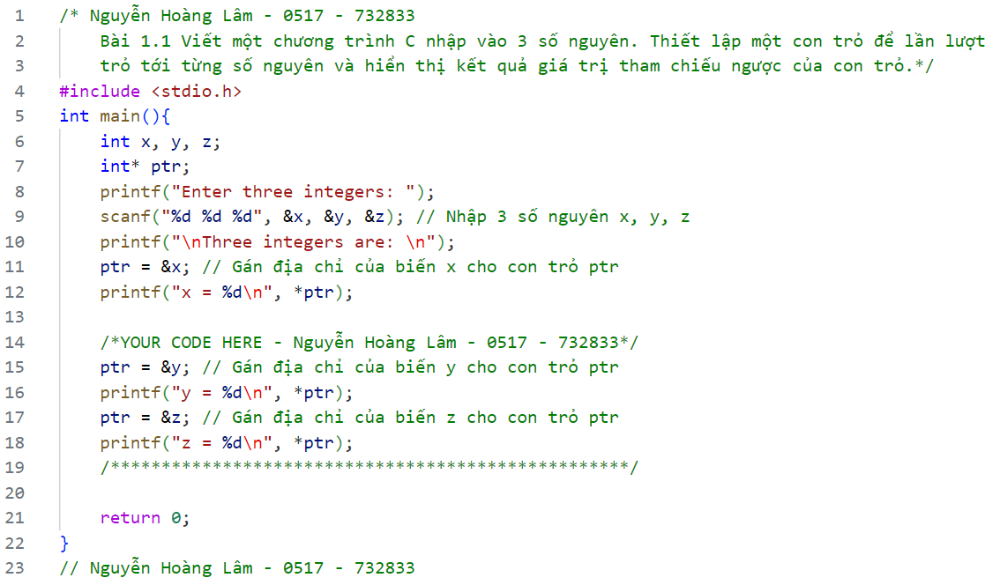 1 /* Nguyễn Hoàng Lâm - 0517 - 732833
2 Bài 1.1 Viết một chương trình C nhập vào 3 số nguyên. Thiết lập một con trỏ để lần lượt
3 trỏ tới từng số nguyên và hiển thị kết quả giá trị tham chiếu ngược của con trỏ.*/
4 #include <stdio.h>
5 int main(){
6 int x, y, z;
7 int* ptr;
8 printf("Enter three integers: ");
9 scanf("%d %d %d", &x, &y, &z); // Nhập 3 số nguyên x, y, z
10 printf("\nThree integers are: \n");
11 ptr = &x; // Gán địa chỉ của biến x cho con trỏ ptr
12 printf("x = %d\n", *ptr);
13
14 /*YOUR CODE HERE - Nguyễn Hoàng Lâm - 0517 - 732833*/
15 ptr = &y; // Gán địa chỉ của biến y cho con trỏ ptr
16 printf("y = %d\n", *ptr);
17 ptr = &z; // Gán địa chỉ của biến z cho con trỏ ptr
18 printf("z = %d\n", *ptr);
19 /***************************************************/
20
21 return 0;
22 }
23 // Nguyễn Hoàng Lâm - 0517 - 732833